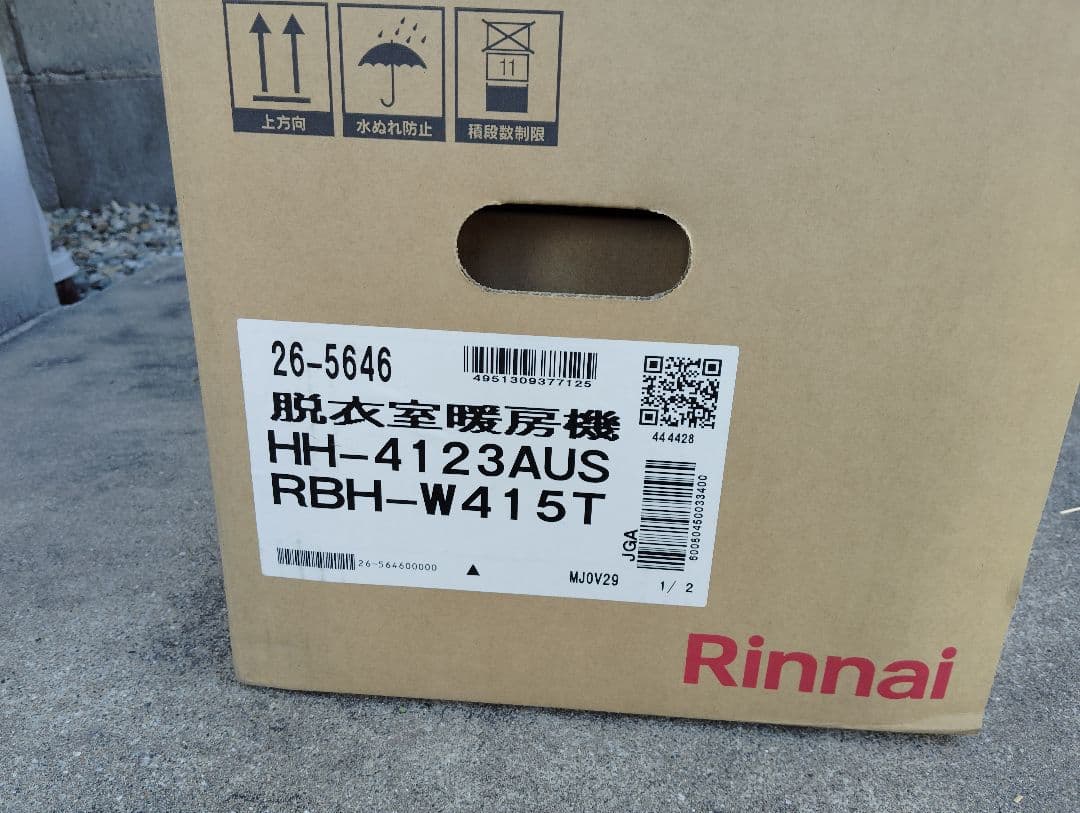 11
上方向
水ぬれ防止
積段数制限
26-5646
4951309377125
脱衣室暖房機
444428
HH-4123AUS
RBH-W415T
JGA
60080450033400
26-564600000
▲
MJ0V29
1/ 2
Rinnai